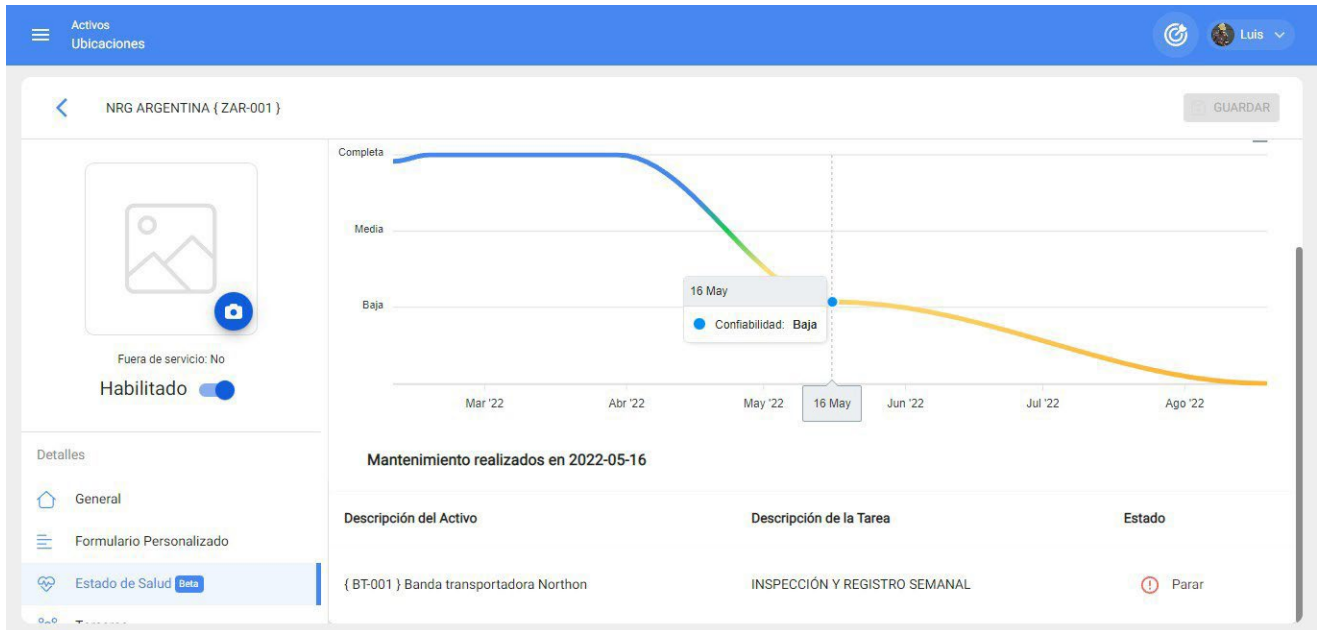 Activos
Ubicaciones
Luis
NRG ARGENTINA { ZAR-001 }
GUARDAR
Fuera de servicio: No
Habilitado
Detalles
General
Formulario Personalizado
Estado de Salud Beta
Completa
Media
Baja
16 May
Confiabilidad: Baja
Mar '22
Abr '22
May '22
16 May
Jun '22
Jul '22
Ago '22
Mantenimiento realizados en 2022-05-16
Descripción del Activo
Descripción de la Tarea
Estado
{ BT-001 } Banda transportadora Northon
INSPECCIÓN Y REGISTRO SEMANAL
Parar